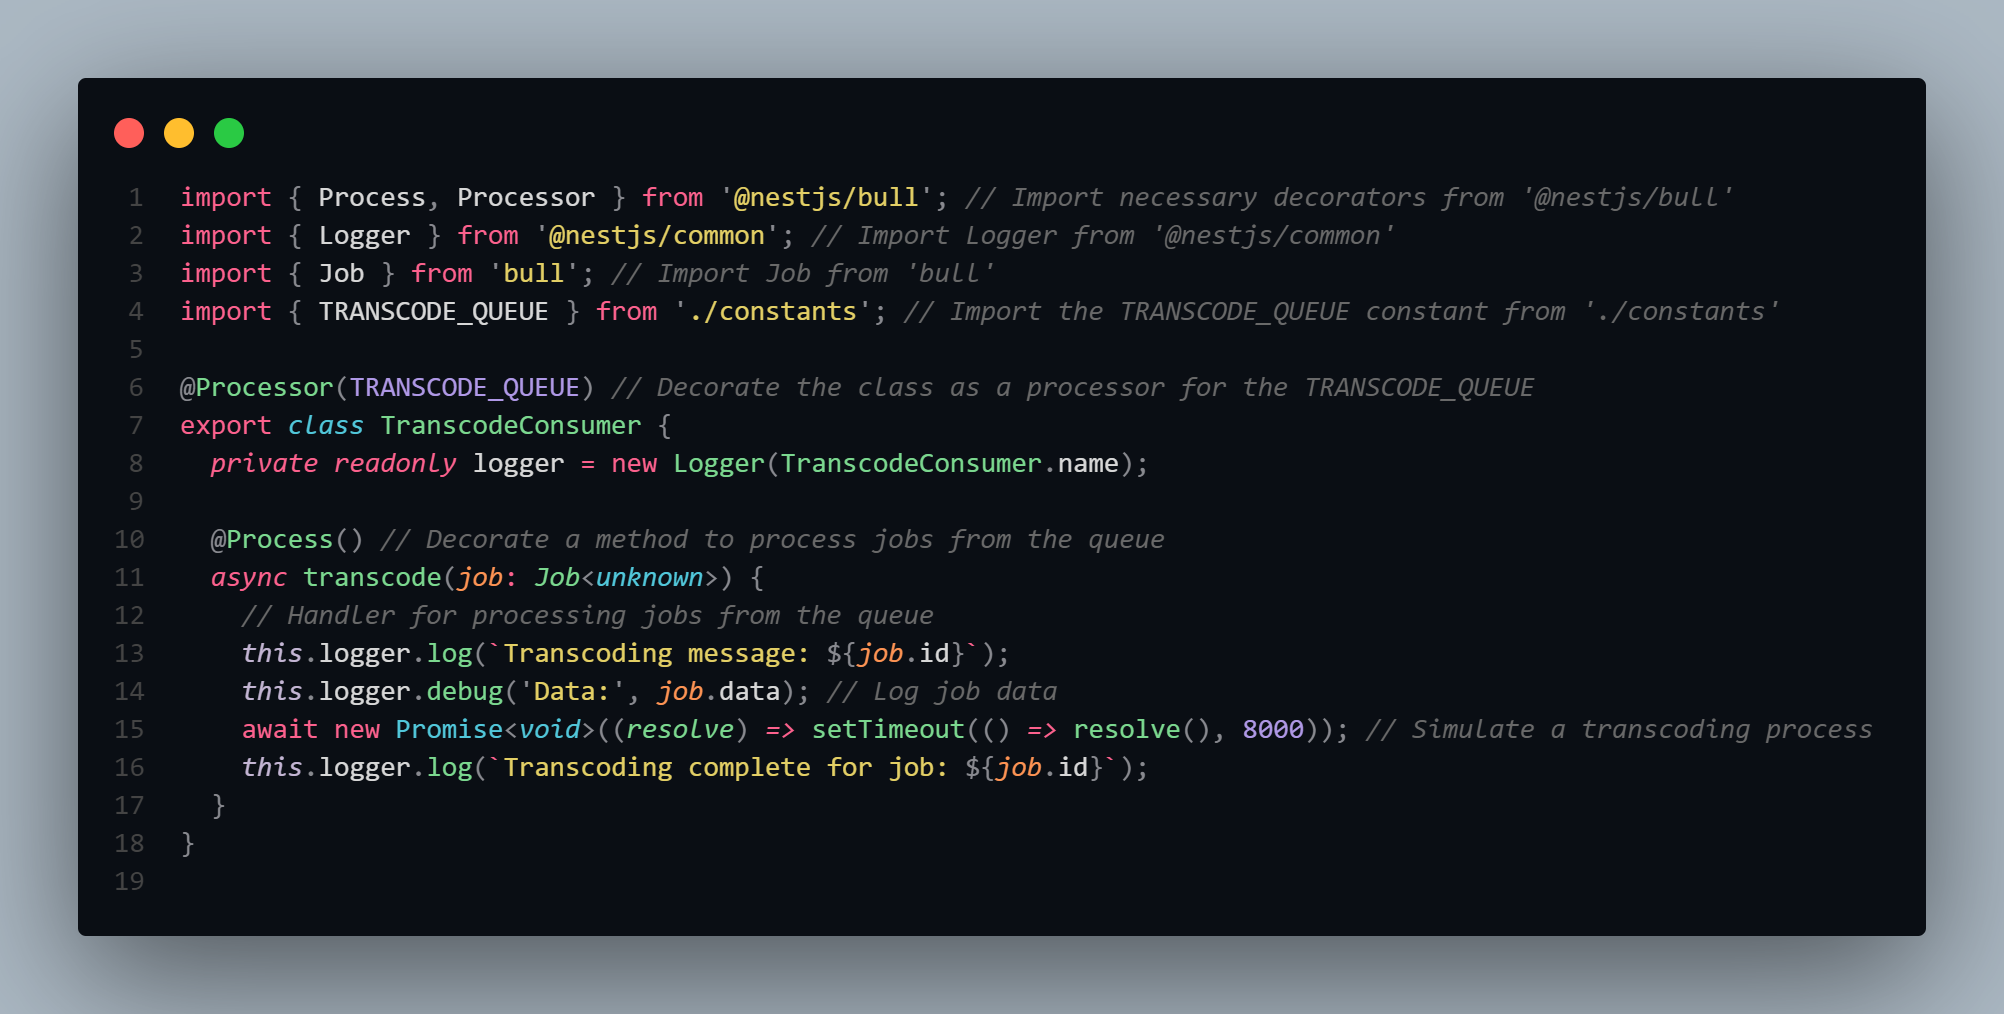 1 import { Process, Processor } from '@nestjs/bull'; // Import necessary decorators from '@nestjs/bull'
2 import { Logger } from '@nestjs/common'; // Import Logger from '@nestjs/common'
3 import { Job } from 'bull'; // Import Job from 'bull'
4 import { TRANSCODE_QUEUE } from './constants'; // Import the TRANSCODE_QUEUE constant from './constants'
5
6 @Processor(TRANSCODE_QUEUE) // Decorate the class as a processor for the TRANSCODE_QUEUE
7 export class TranscodeConsumer {
8   private readonly logger = new Logger(TranscodeConsumer.name);
9
10   @Process() // Decorate a method to process jobs from the queue
11   async transcode(job: Job<unknown>) {
12     // Handler for processing jobs from the queue
13     this.logger.log(`Transcoding message: ${job.id}`);
14     this.logger.debug('Data:', job.data); // Log job data
15     await new Promise<void>((resolve) => setTimeout(() => resolve(), 8000)); // Simulate a transcoding process
16     this.logger.log(`Transcoding complete for job: ${job.id}`);
17   }
18 }
19